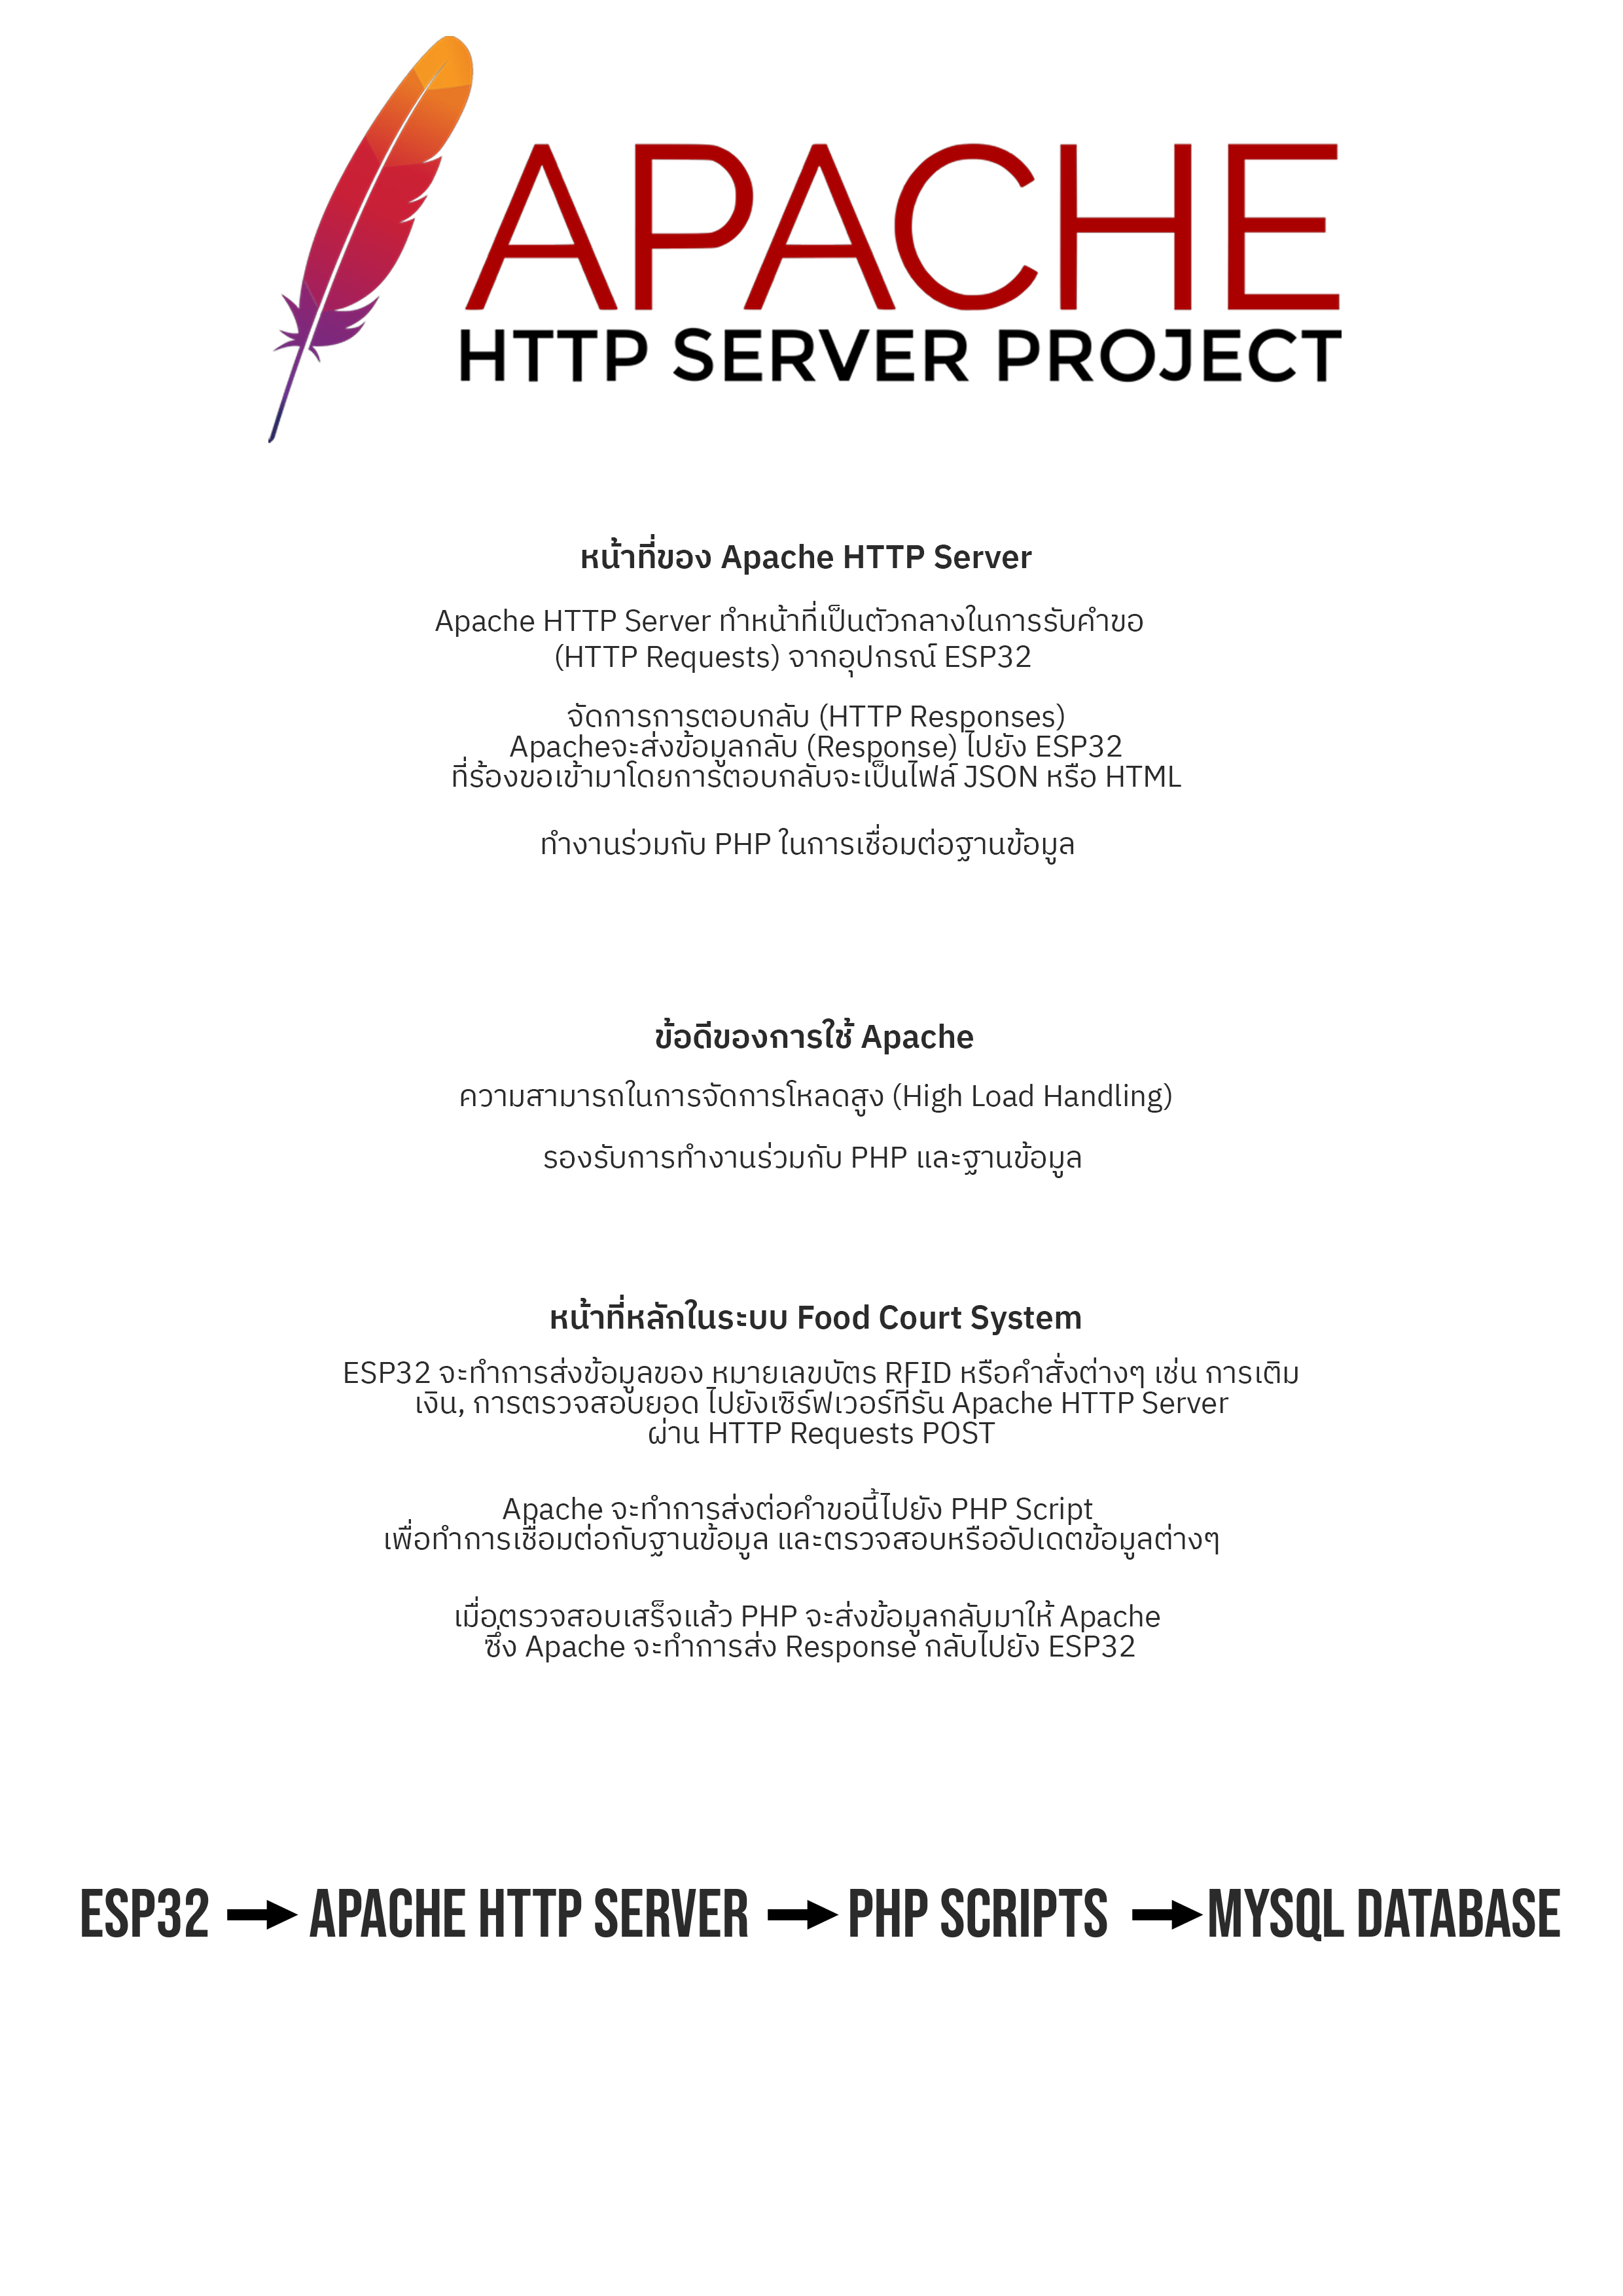 APACHE
HTTP SERVER PROJECT
หน้าที่ของ Apache HTTP Server
Apache HTTP Server ทำหน้าที่เป็นตัวกลางในการรับคำขอ
(HTTP Requests) จากอุปกรณ์ ESP32
จัดการการตอบกลับ (HTTP Responses)
Apacheจะส่งข้อมูลกลับ (Response) ไปยัง ESP32
ที่ร้องขอเข้ามาโดยการตอบกลับจะเป็นไฟล์ JSON หรือ HTML
ทำงานร่วมกับ PHP ในการเชื่อมต่อฐานข้อมูล
ข้อดีของการใช้ Apache
ความสามารถในการจัดการโหลดสูง (High Load Handling)
รองรับการทำงานร่วมกับ PHP และฐานข้อมูล
หน้าที่หลักในระบบ Food Court System
ESP32 จะทำการส่งข้อมูลของ หมายเลขบัตร RFID หรือคำสั่งต่างๆ เช่น การเติม
เงิน, การตรวจสอบยอด ไปยังเซิร์ฟเวอร์ที่รัน Apache HTTP Server
ผ่าน HTTP Requests POST
Apache จะทำการส่งต่อคำขอนี้ไปยัง PHP Script
เพื่อทำการเชื่อมต่อกับฐานข้อมูล และตรวจสอบหรืออัปเดตข้อมูลต่างๆ
เมื่อตรวจสอบเสร็จแล้ว PHP จะส่งข้อมูลกลับมาให้ Apache
ซึ่ง Apache จะทำการส่ง Response กลับไปยัง ESP32
ESP32 → APACHE HTTP SERVER → PHP SCRIPTS → MYSQL DATABASE